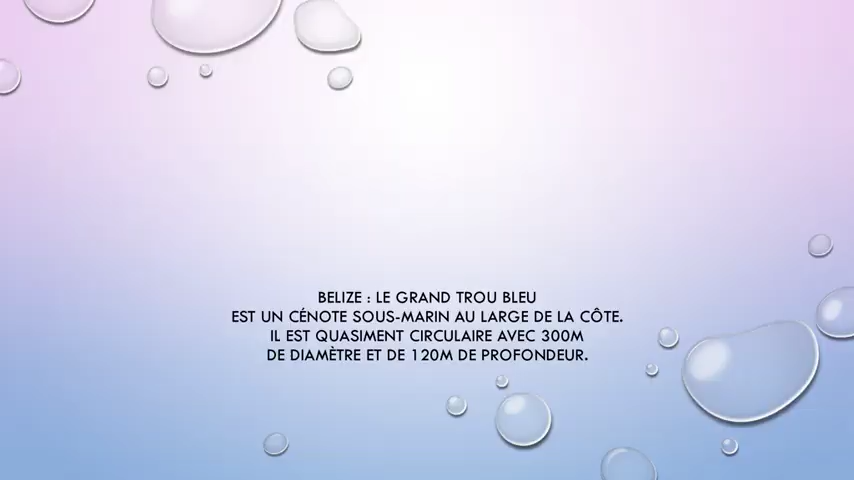 BELIZE : LE GRAND TROU BLEU
EST UN CÉNOTE SOUS-MARIN AU LARGE DE LA CÔTE.
IL EST QUASIMENT CIRCULAIRE AVEC 300M
DE DIAMÈTRE ET DE 120M DE PROFONDEUR.